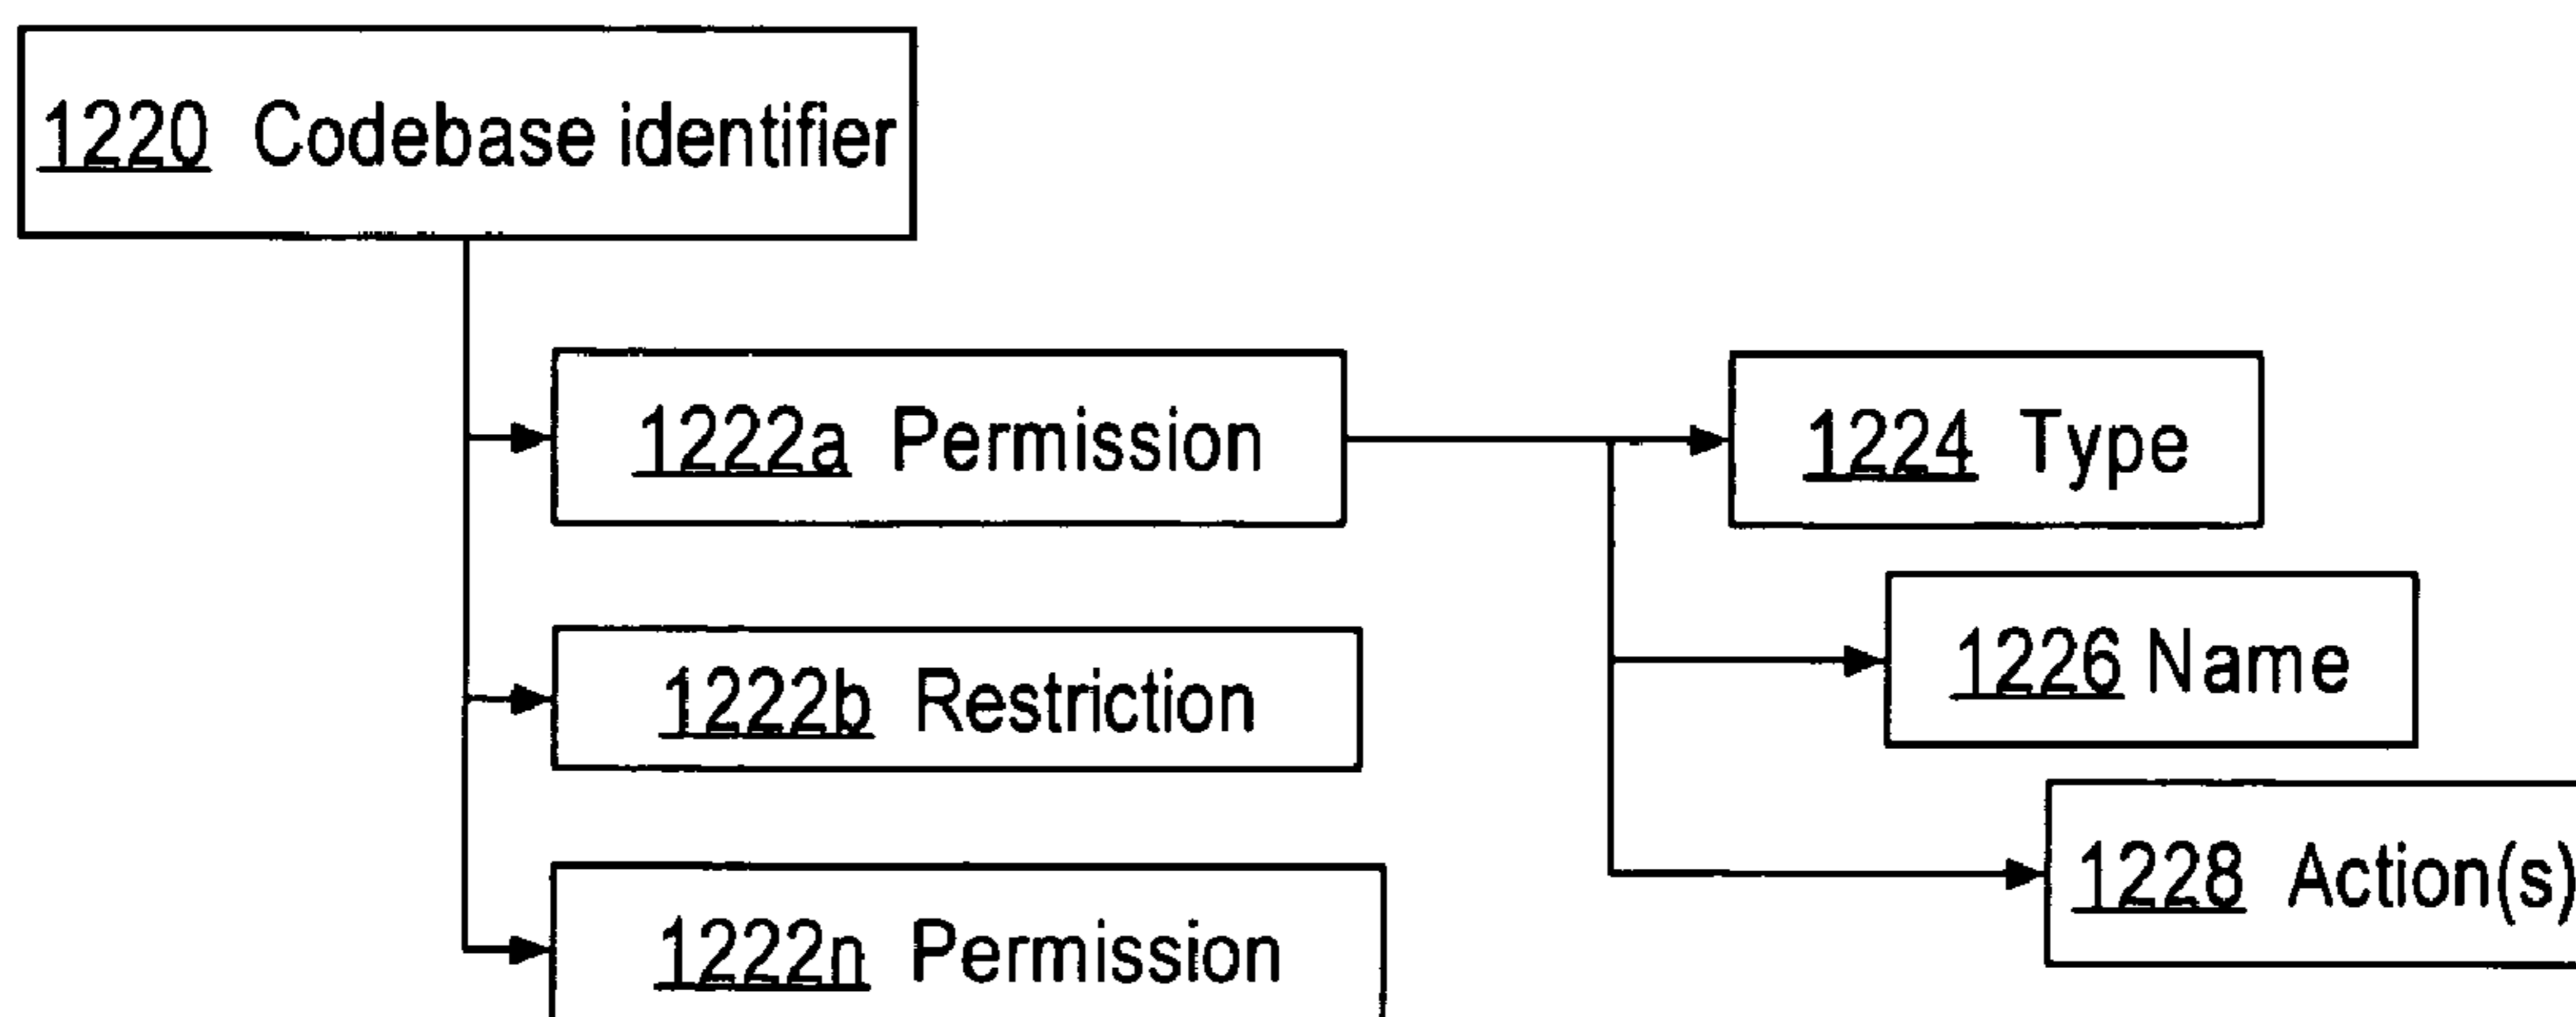 1220 Codebase identifier
1222a Permission
1224 Type
1226 Name
1222b Restriction
1228 Action(s)
1222n Permission